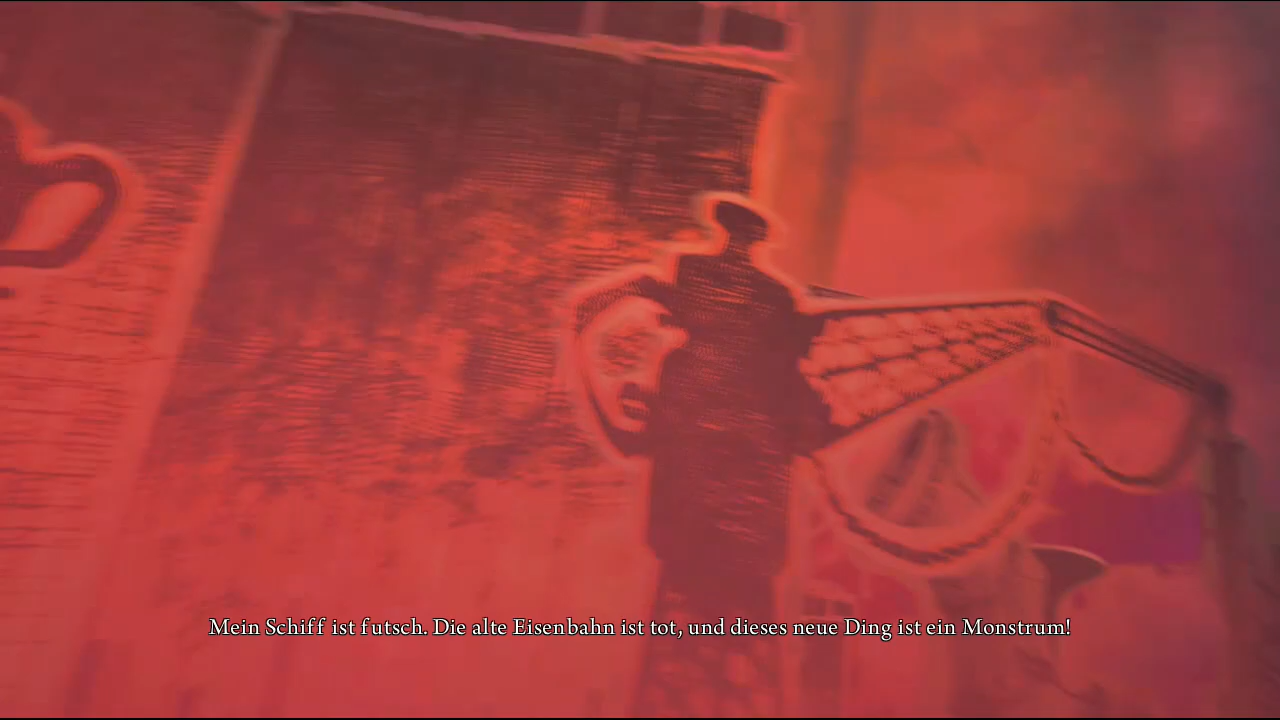 Mein Schiff ist futsch. Die alte Eisenbahn ist tot, und dieses neue Ding ist ein Monstrum!